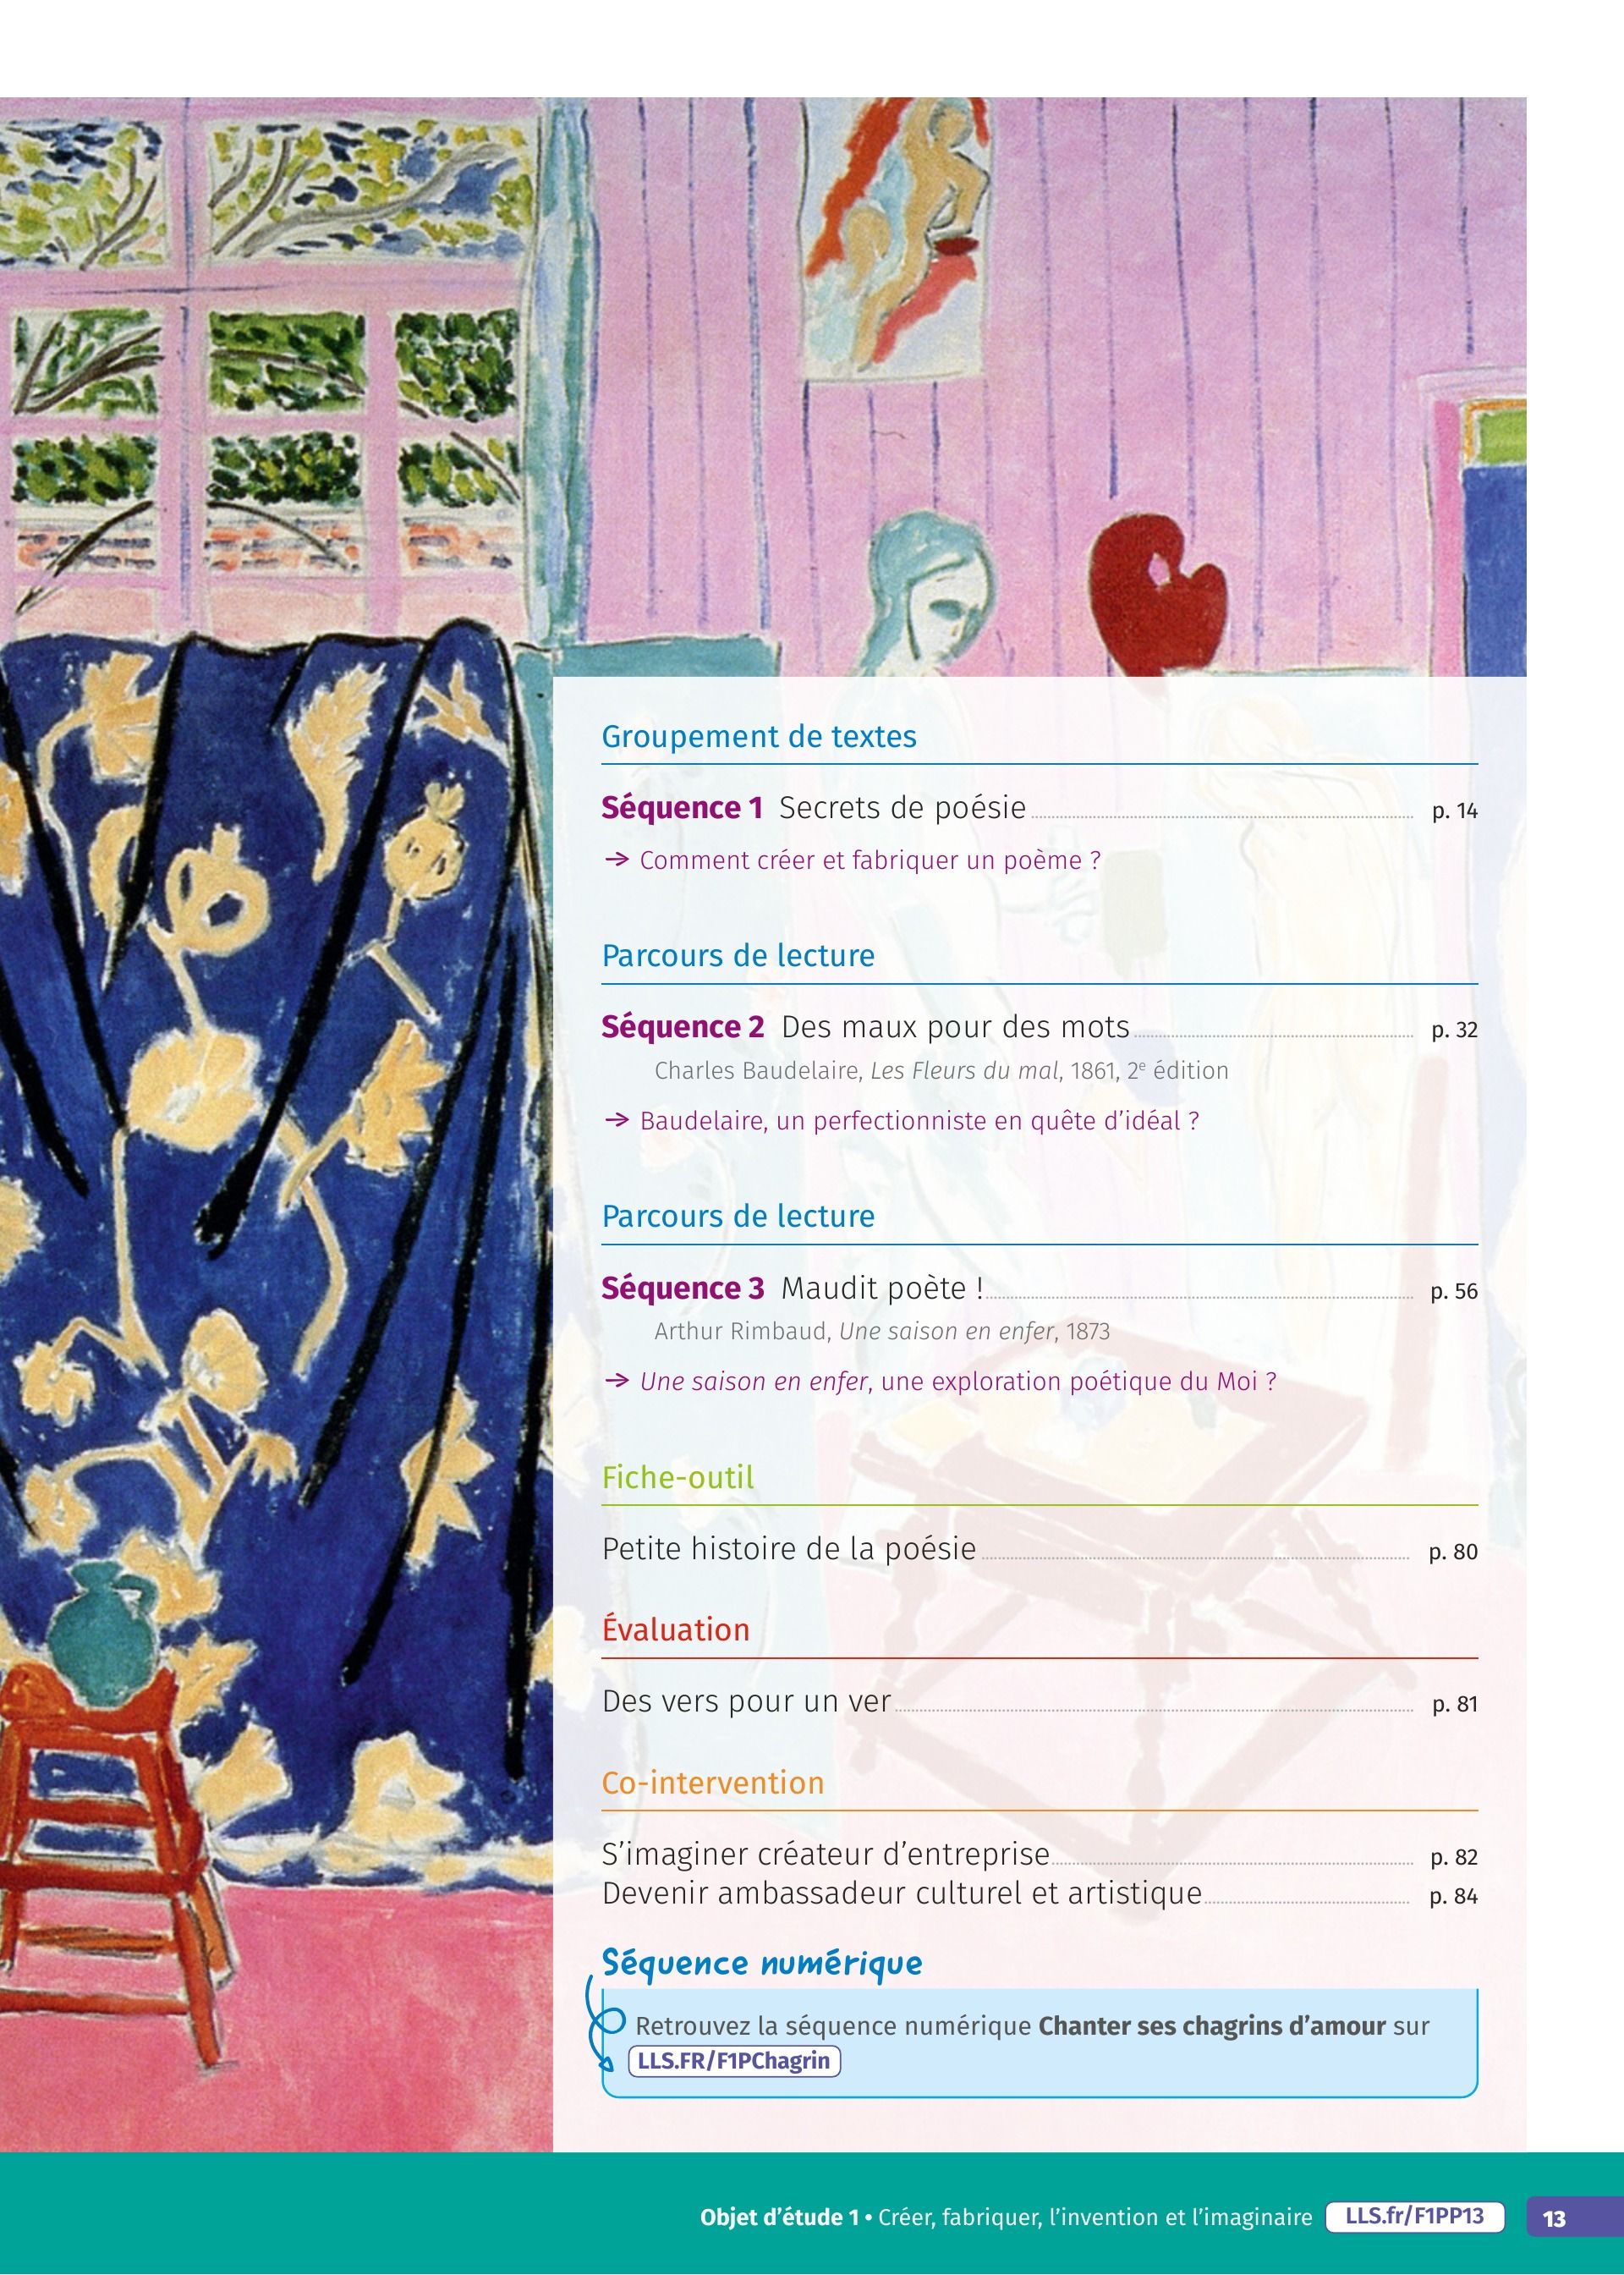 Groupement de textes
Séquence 1 Secrets de poésie p. 14
→ Comment créer et fabriquer un poème ?
Parcours de lecture
Séquence 2 Des maux pour des mots p. 32
Charles Baudelaire, Les Fleurs du mal, 1861, 2e édition
→ Baudelaire, un perfectionniste en quête d’idéal ?
Parcours de lecture
Séquence 3 Maudit poète ! p. 56
Arthur Rimbaud, Une saison en enfer, 1873
→ Une saison en enfer, une exploration poétique du Moi ?
Fiche-outil
Petite histoire de la poésie p. 80
Évaluation
Des vers pour un ver p. 81
Co-intervention
S’imaginer créateur d’entreprise p. 82
Devenir ambassadeur culturel et artistique p. 84
Séquence numérique
Retrouvez la séquence numérique Chanter ses chagrins d’amour sur
LLS.FR/F1PChagrin
Objet d’étude 1 • Créer, fabriquer, l’invention et l’imaginaire LLS.fr/F1PP13 13